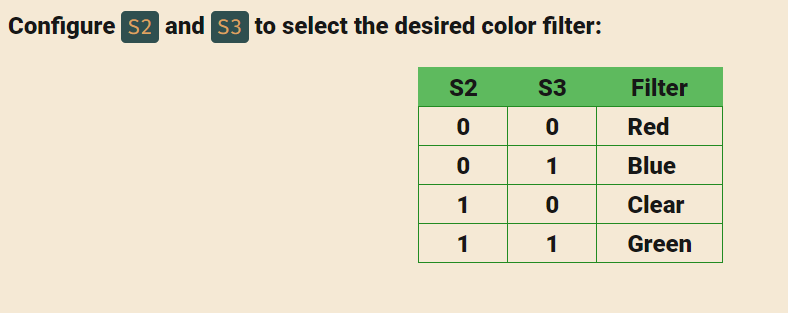 Configure S2 and S3 to select the desired color filter:
S2 S3 Filter
0 0 Red
0 1 Blue
1 0 Clear
1 1 Green